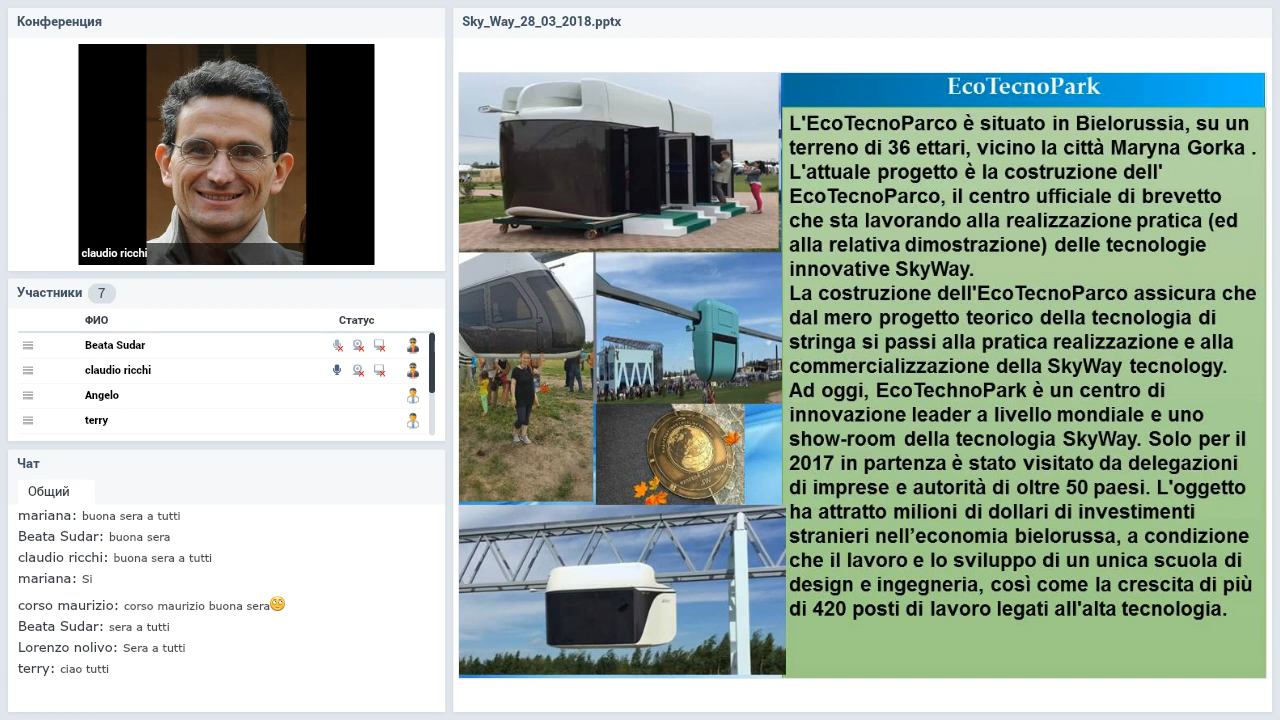 Конференция
claudio ricchi
Участники 7
ФИО Статус
Beata Sudar
claudio ricchi
Angelo
terry
Чат
Общий
mariana: buona sera a tutti
Beata Sudar: buona sera
claudio ricchi: buona sera a tutti
mariana: Si
corso maurizio: corso maurizio buona sera
Beata Sudar: sera a tutti
Lorenzo nolivo: Sera a tutti
terry: ciao tutti
Sky_Way_28_03_2018.pptx
EcoTecnoPark
L'EcoTecnoParco è situato in Bielorussia, su un
terreno di 36 ettari, vicino la città Maryna Gorka .
L'attuale progetto è la costruzione dell'
EcoTecnoParco, il centro ufficiale di brevetto
che sta lavorando alla realizzazione pratica (ed
alla relativa dimostrazione) delle tecnologie
innovative SkyWay.
La costruzione dell'EcoTecnoParco assicura che
dal mero progetto teorico della tecnologia di
stringa si passi alla pratica realizzazione e alla
commercializzazione della SkyWay tecnology.
Ad oggi, EcoTechnoPark è un centro di
innovazione leader a livello mondiale e uno
show-room della tecnologia SkyWay. Solo per il
2017 in partenza è stato visitato da delegazioni
di imprese e autorità di oltre 50 paesi. L'oggetto
ha attratto milioni di dollari di investimenti
stranieri nell’economia bielorussa, a condizione
che il lavoro e lo sviluppo di un unica scuola di
design e ingegneria, così come la crescita di più
di 420 posti di lavoro legati all'alta tecnologia.